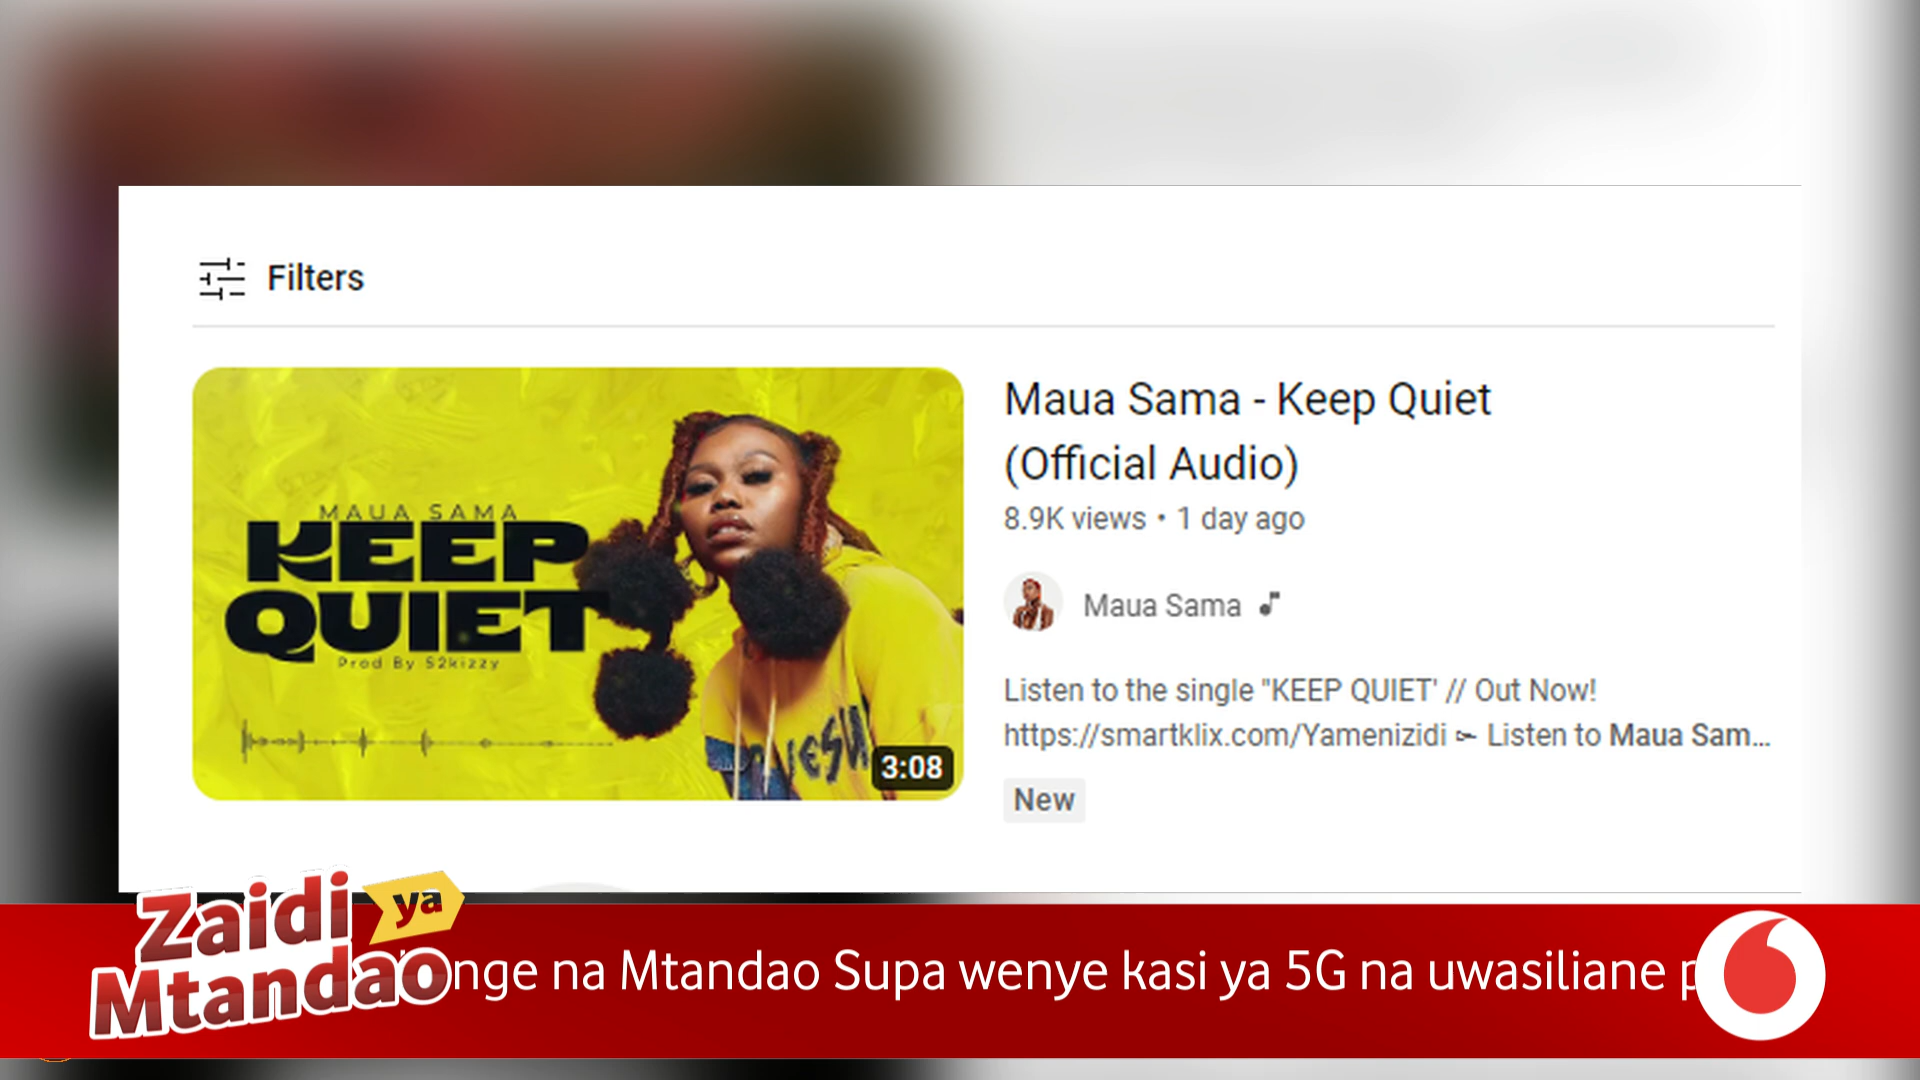 Filters
MAUA SAMA
KEEP
QUIET
Prod By S2kizzy
3:08
Maua Sama - Keep Quiet
(Official Audio)
8.9K views • 1 day ago
Maua Sama
Listen to the single "KEEP QUIET' // Out Now!
https://smartklix.com/Yamenizidi ⟜ Listen to Maua Sam...
New
Zaidi ya
Mtandao
na Mtandao Supa wenye kasi ya 5G na uwasiliane